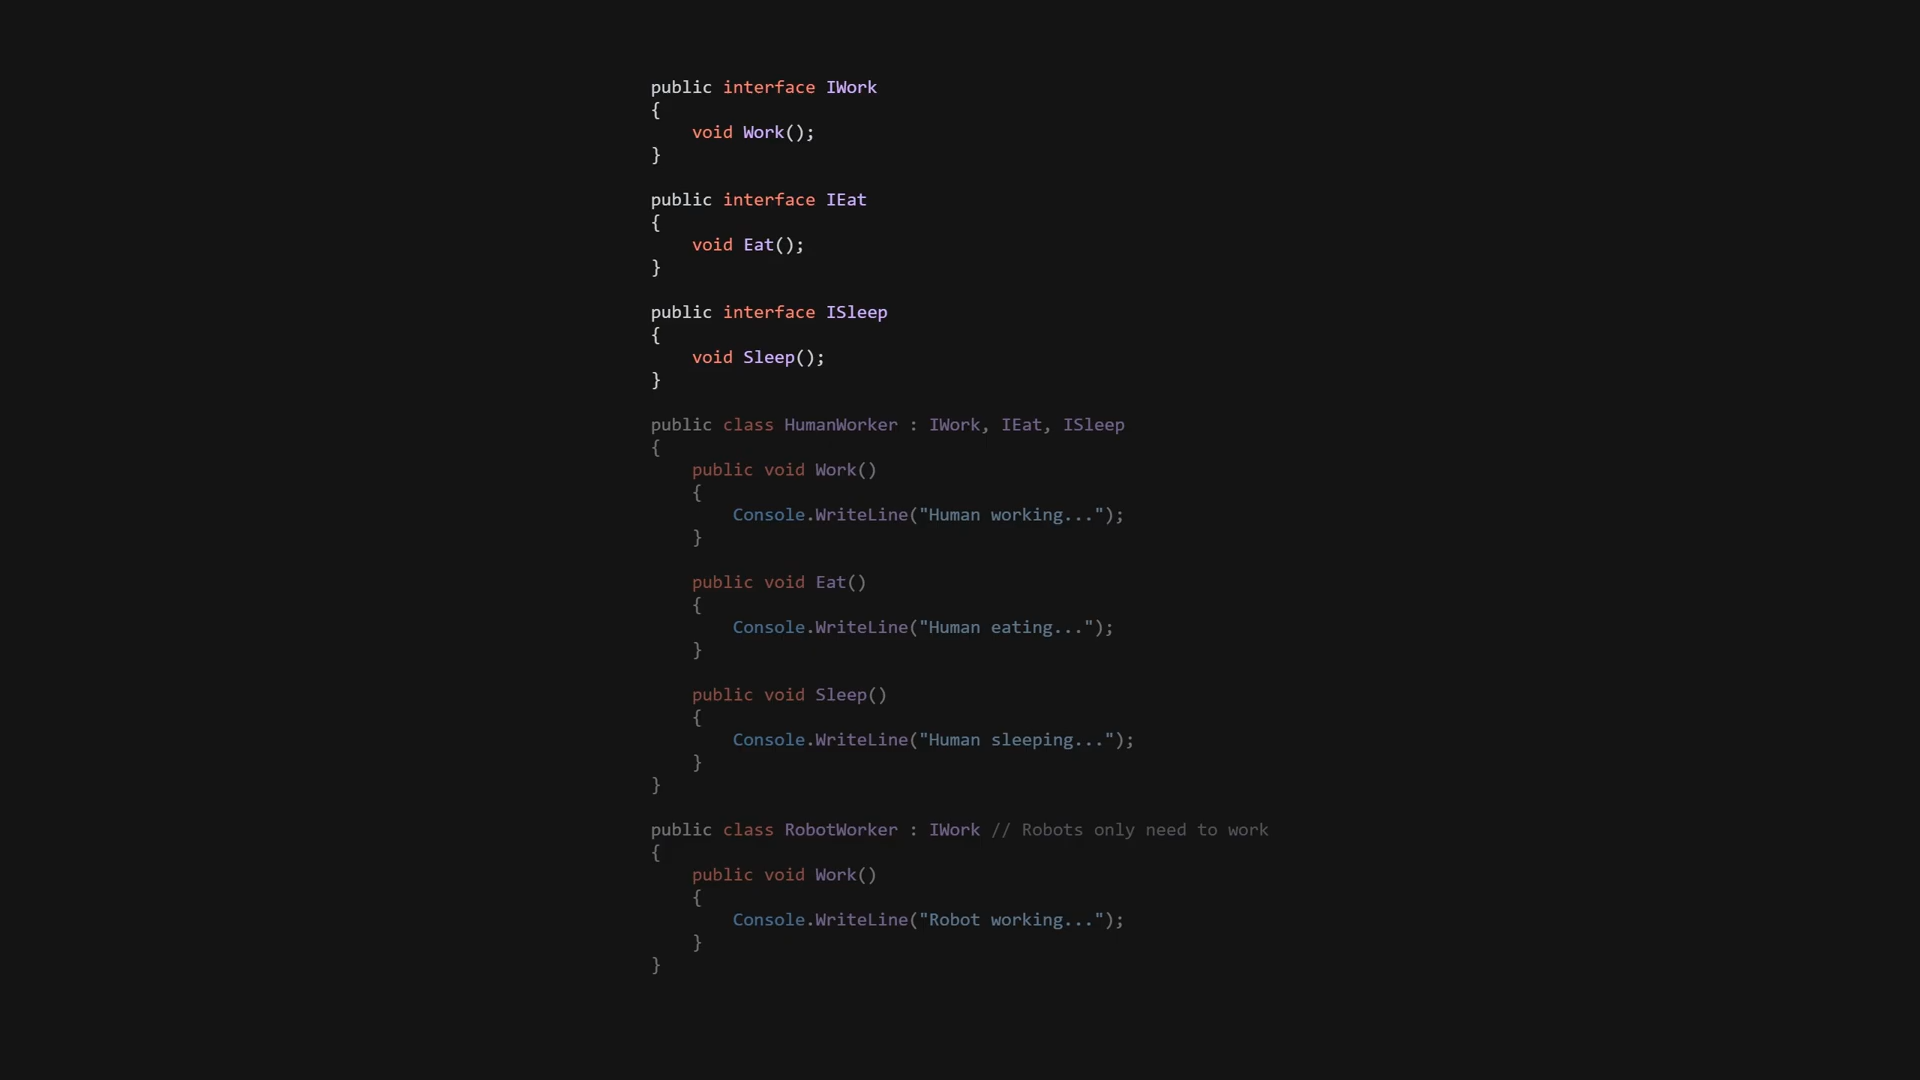 public interface IWork
{
    void Work();
}

public interface IEat
{
    void Eat();
}

public interface ISleep
{
    void Sleep();
}

public class HumanWorker : IWork, IEat, ISleep
{
    public void Work()
    {
        Console.WriteLine("Human working...");
    }

    public void Eat()
    {
        Console.WriteLine("Human eating...");
    }

    public void Sleep()
    {
        Console.WriteLine("Human sleeping...");
    }
}

public class RobotWorker : IWork // Robots only need to work
{
    public void Work()
    {
        Console.WriteLine("Robot working...");
    }
}